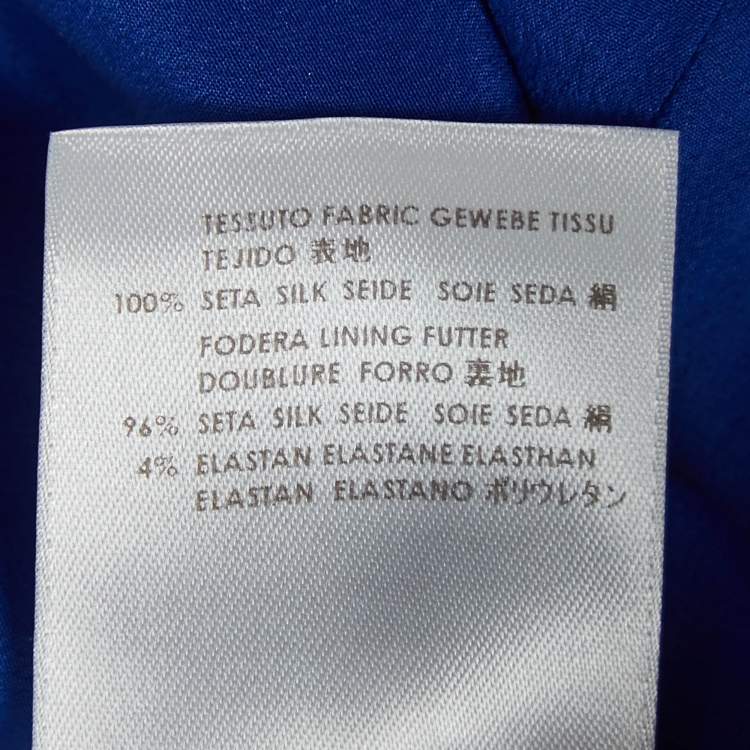 TESSUTO FABRIC GEWEBE TISSU
TEJIDO 表地
100% SETA SILK SEIDE SOIE SEDA 絹
FODERA LINING FUTTER
DOUBLURE FORRO 裏地
96% SETA SILK SEIDE SOIE SEDA 絹
4% ELASTAN ELASTANE ELASTHAN
ELASTAN ELASTANO ポリウレタン